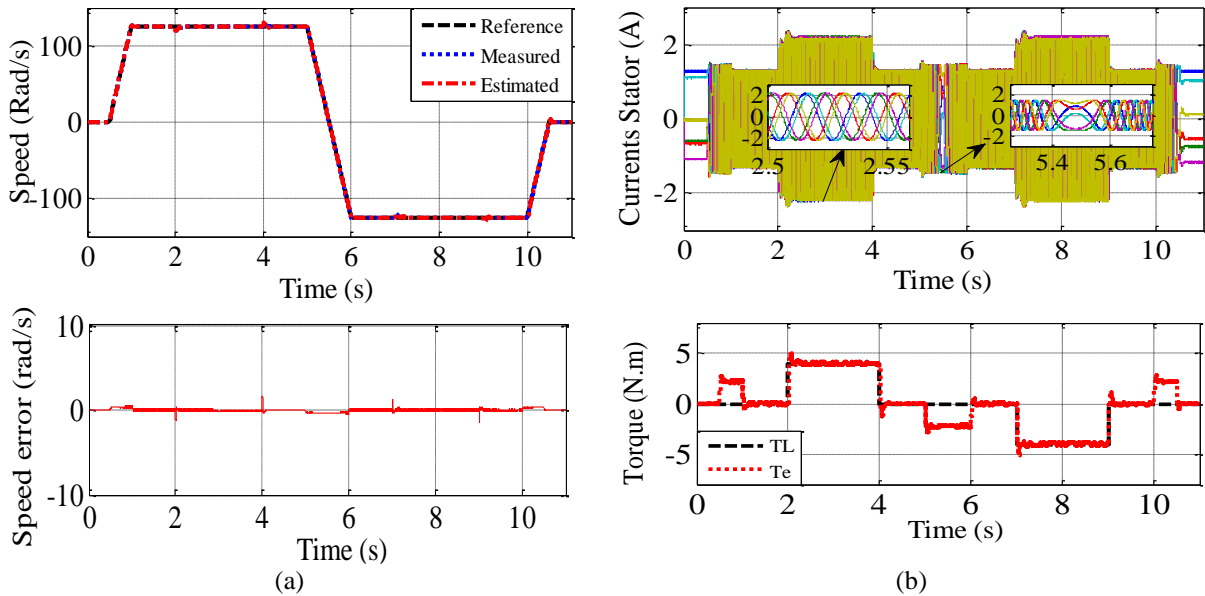 Speed (Rad/s)
100
0
-100
Reference
Measured
Estimated
0 2 4 6 8 10
Time (s)
Currents Stator (A)
2
0
-2
2
0
-2
2.5 2.55
2
0
-2
5.4 5.6
0 2 4 6 8 10
Time (s)
Speed error (rad/s)
10
0
-10
0 2 4 6 8 10
Time (s)
(a)
Torque (N.m)
5
0
-5
TL
Te
0 2 4 6 8 10
Time (s)
(b)